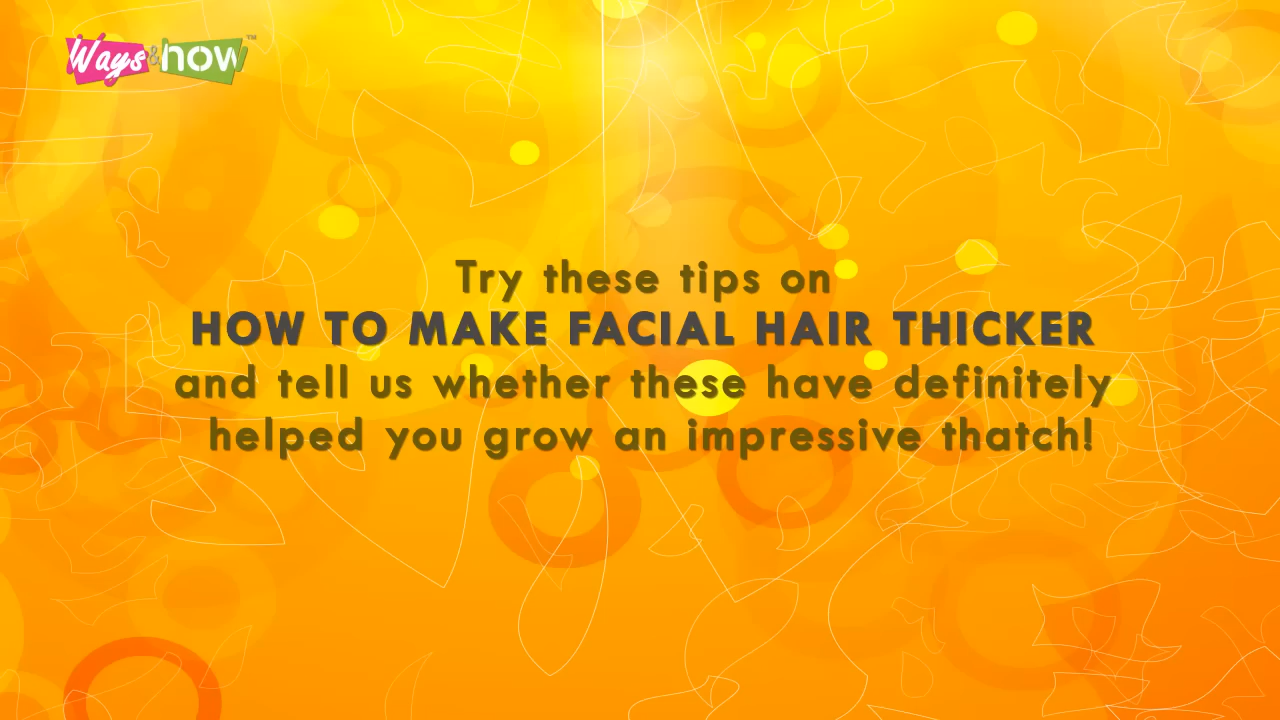 Ways & how™
Try these tips on
HOW TO MAKE FACIAL HAIR THICKER
and tell us whether these have definitely
helped you grow an impressive thatch!